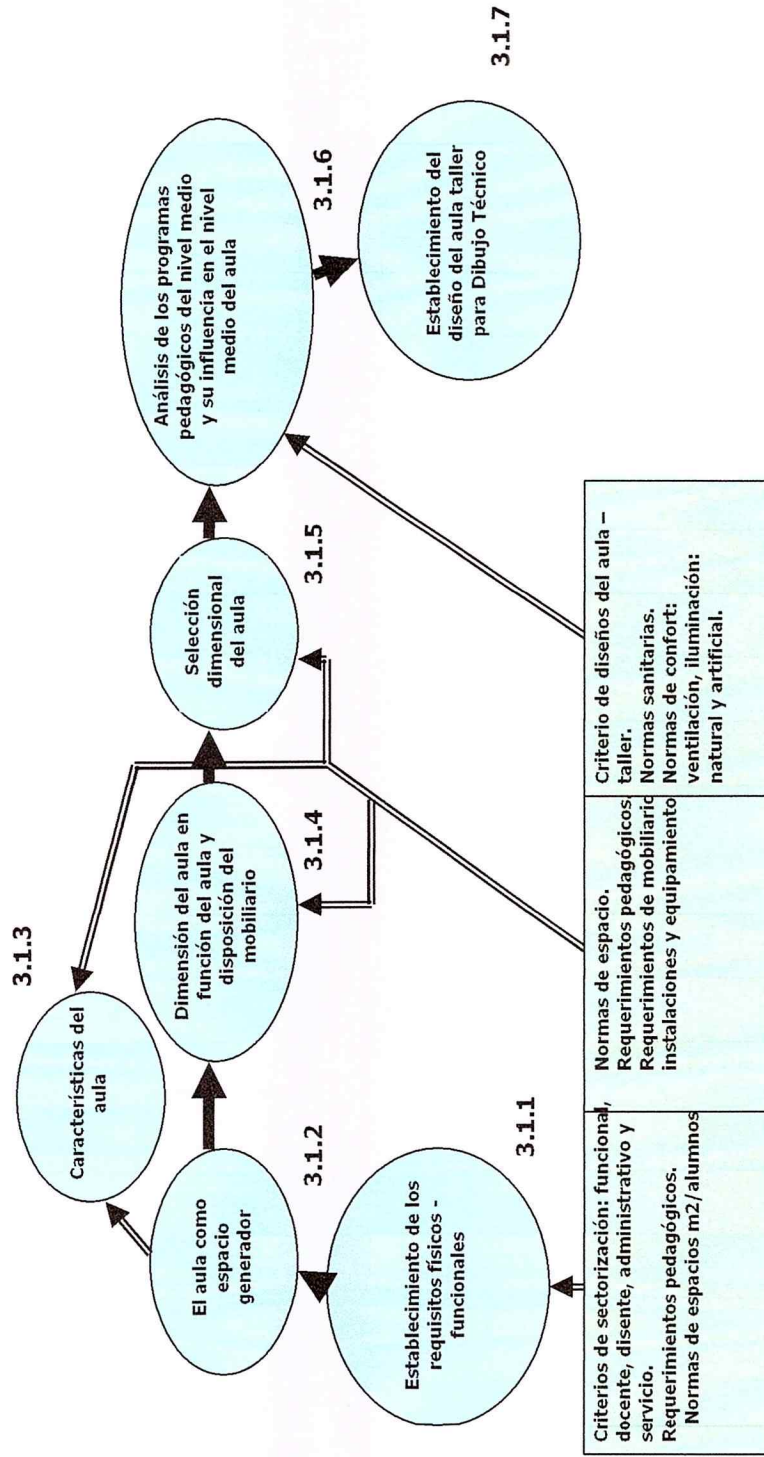 3.1.3
Características del
aula
El aula como
espacio
generador
3.1.2
Dimensión del aula en
función del aula y
disposición del
mobiliario
3.1.4
Selección
dimensional
del aula
3.1.5
Análisis de los programas
pedagógicos del nivel medio
y su influencia en el nivel
medio del aula
3.1.6
Establecimiento de los
requisitos físicos -
funcionales
3.1.1
Establecimiento del
diseño del aula taller
para Dibujo Técnico
3.1.7
Criterios de sectorización: funcional,
docente, disente, administrativo y
servicio.
Requerimientos pedagógicos.
Normas de espacios m2/alumnos
Normas de espacio.
Requerimientos pedagógicos.
Requerimientos de mobiliario
instalaciones y equipamiento
Criterio de diseños del aula –
taller.
Normas sanitarias.
Normas de confort:
ventilación, iluminación:
natural y artificial.